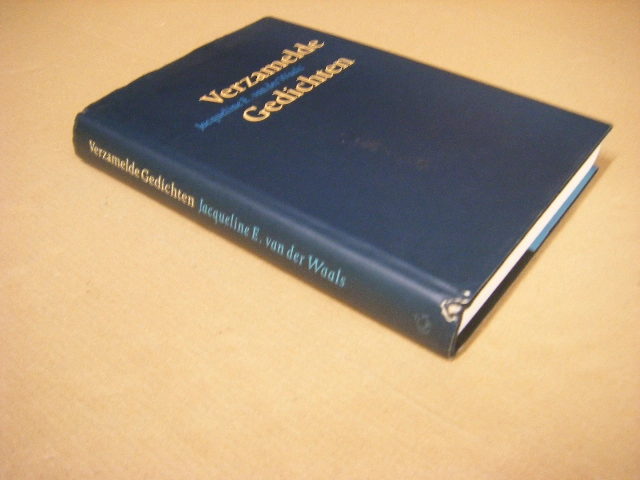 Verzamelde
Jacqueline E. van der Waals
Gedichten
Verzamelde Gedichten Jacqueline E. van der Waals